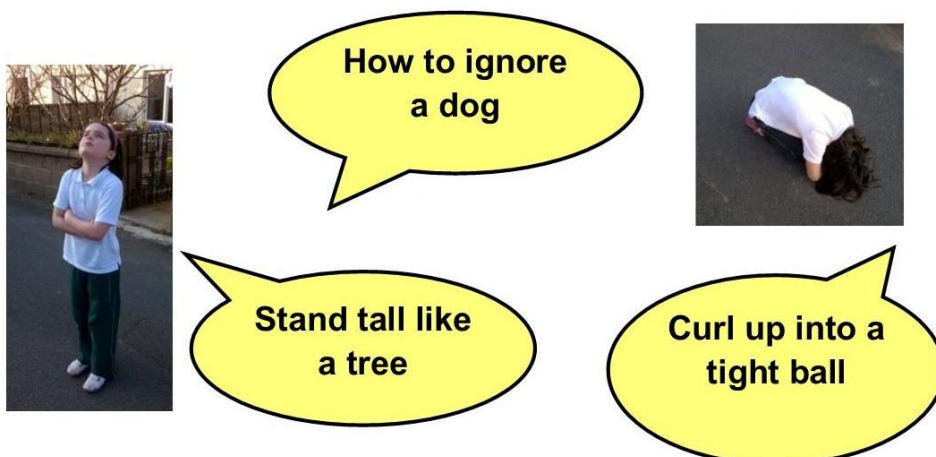 How to ignore
a dog
Stand tall like
a tree
Curl up into a
tight ball